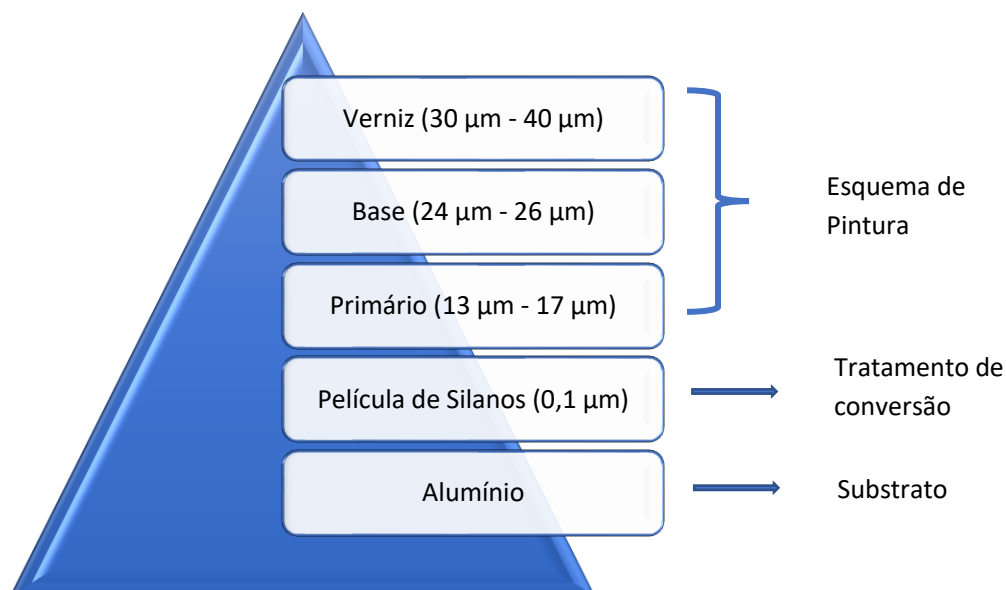 Verniz (30 µm - 40 µm)
Base (24 µm - 26 µm)
Primário (13 µm - 17 µm)
Película de Silanos (0,1 µm)
Alumínio
Esquema de
Pintura
Tratamento de
conversão
Substrato